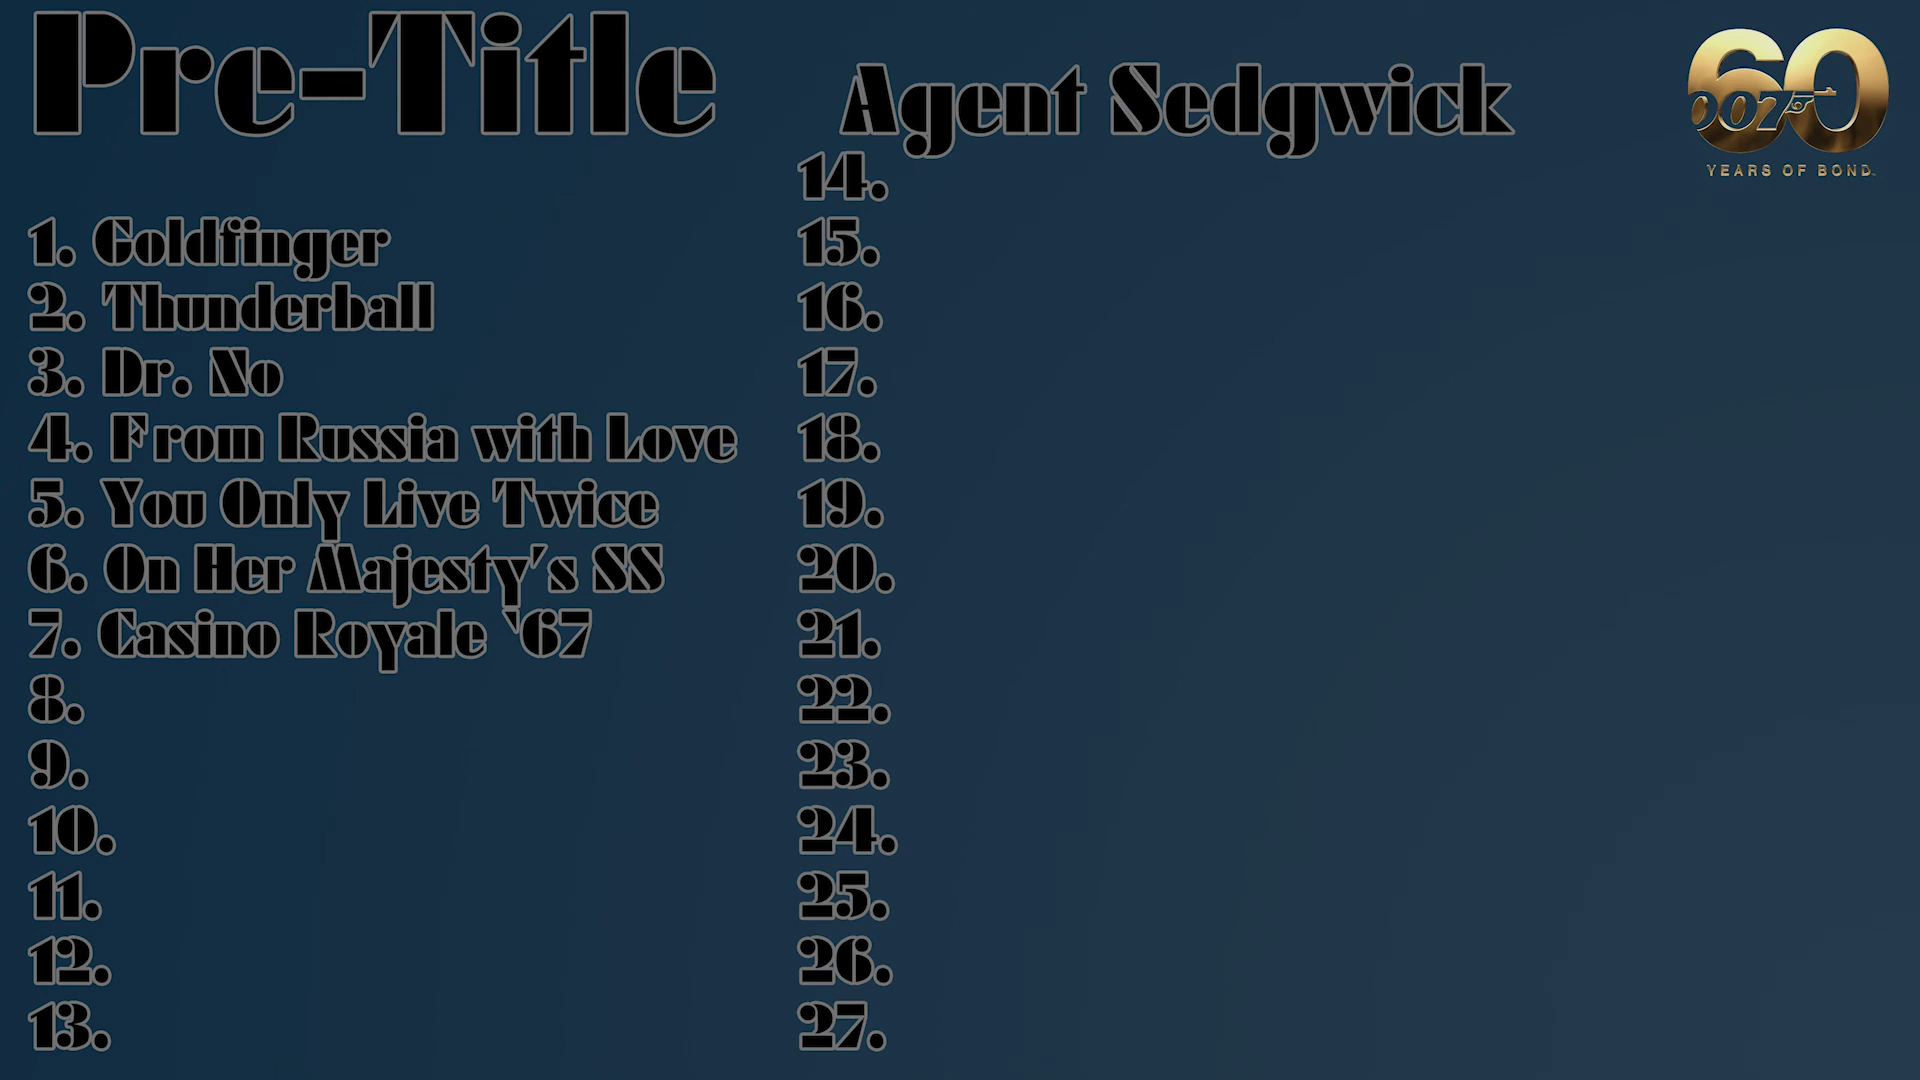 Pre-Title
Agent Sedgwick
007
60
YEARS OF BOND
1. Goldfinger
2. Thunderball
3. Dr. No
4. From Russia with Love
5. You Only Live Twice
6. On Her Majesty's SS
7. Casino Royale `67
8.
9.
10.
11.
12.
13.
14.
15.
16.
17.
18.
19.
20.
21.
22.
23.
24.
25.
26.
27.